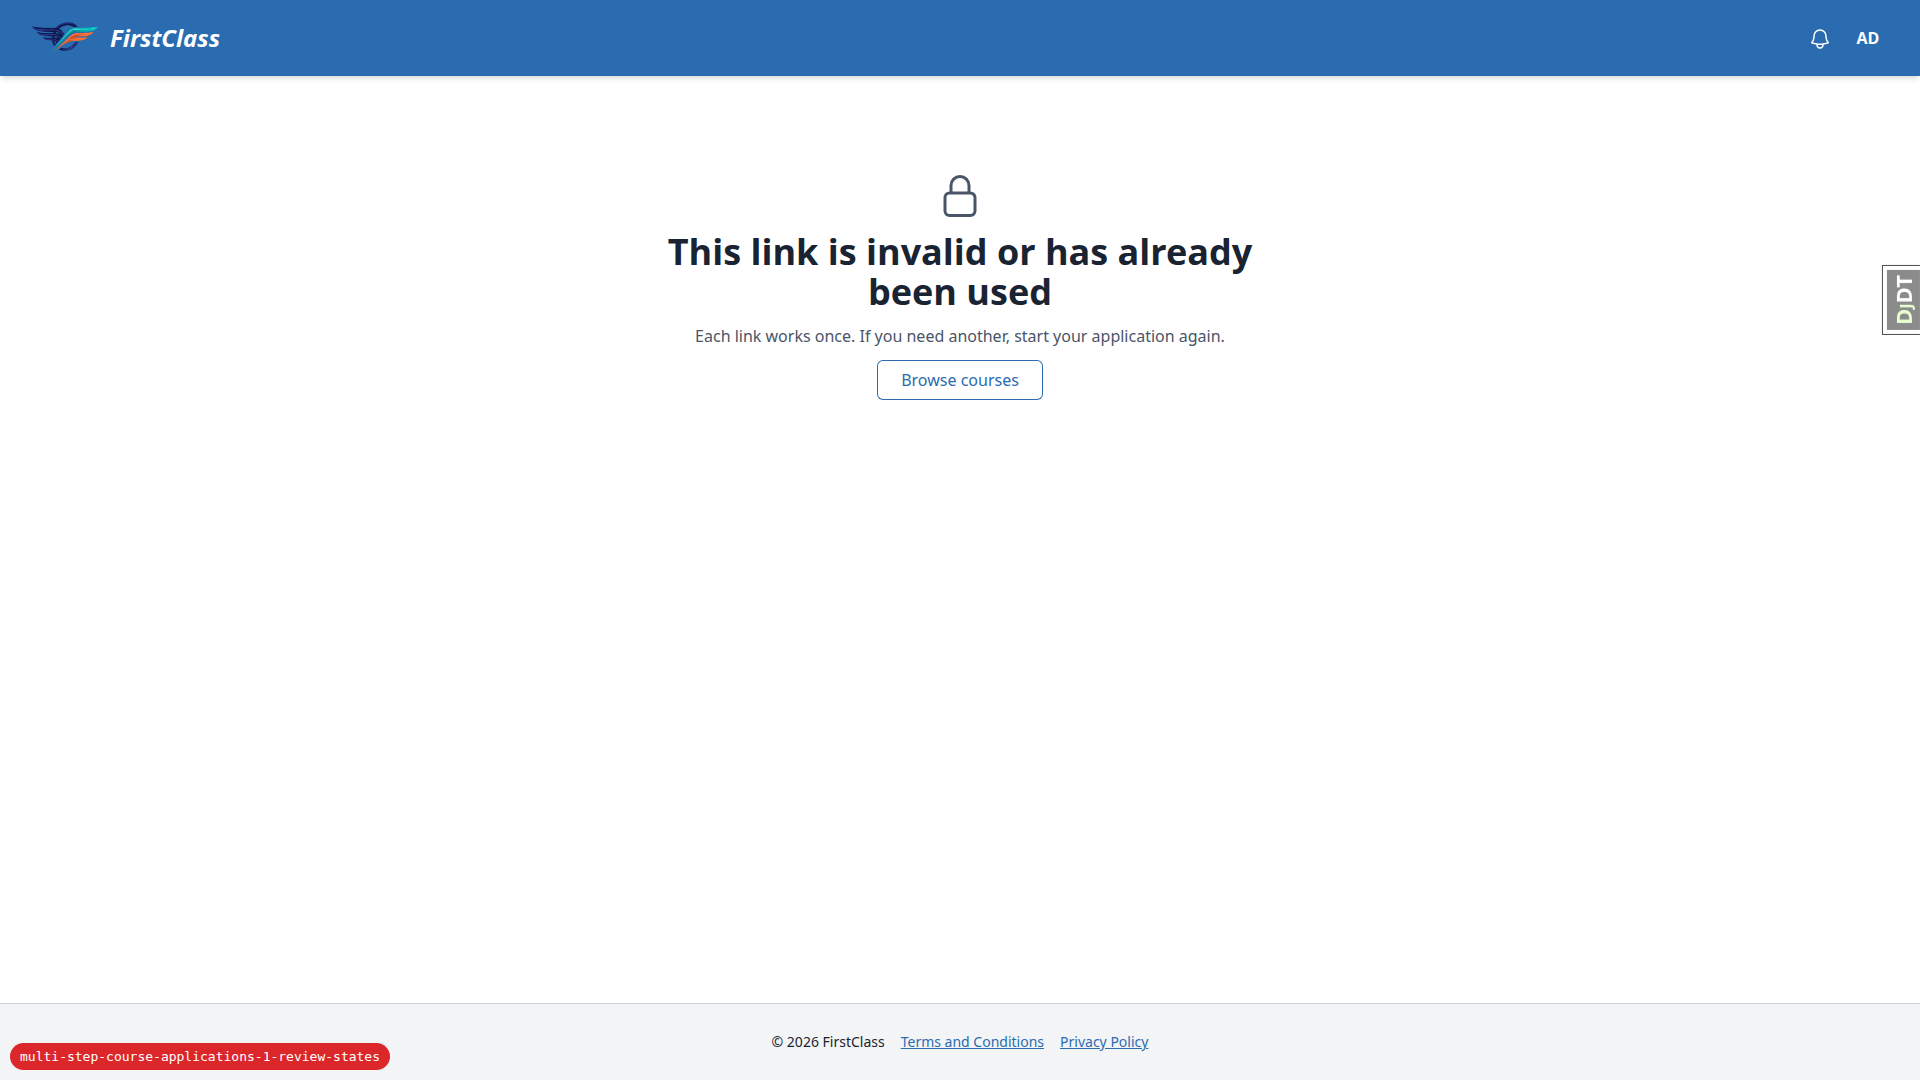 FirstClass
AD
This link is invalid or has already
been used
Each link works once. If you need another, start your application again.
Browse courses
DjDT
© 2026 FirstClass Terms and Conditions Privacy Policy
multi-step-course-applications-1-review-states